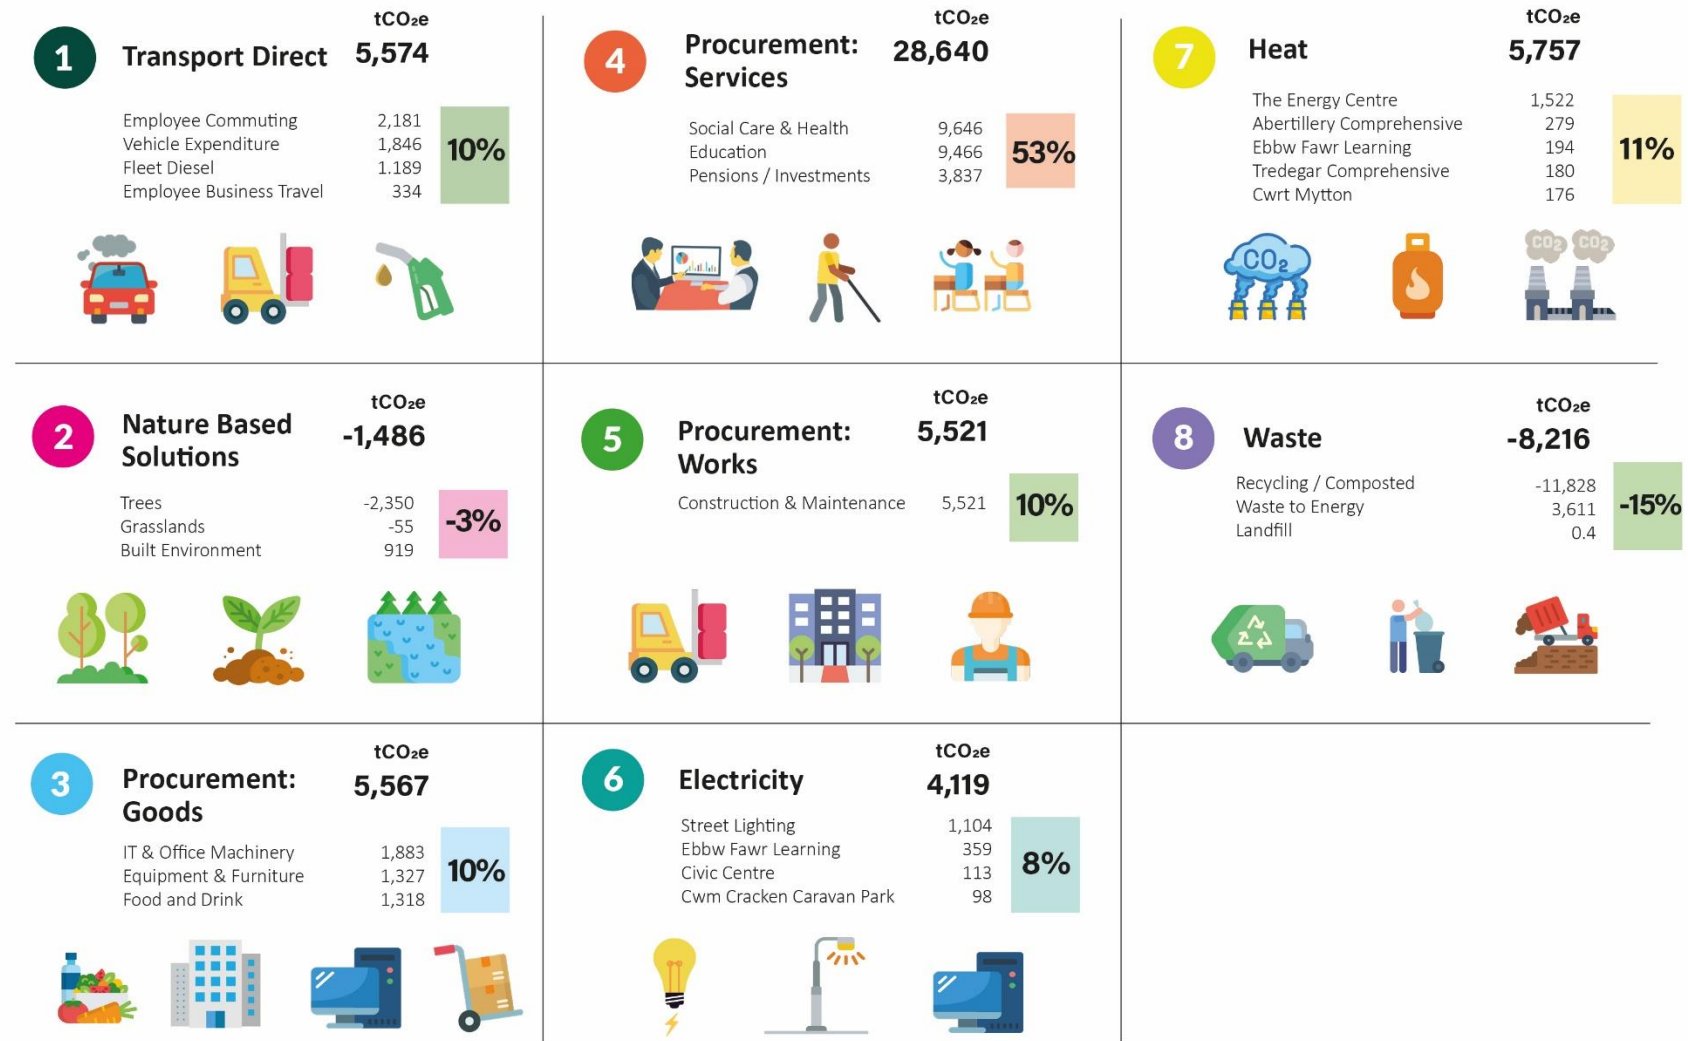 1
Transport Direct
tCO₂e
5,574
Employee Commuting 2,181
Vehicle Expenditure 1,846
Fleet Diesel 1.189
Employee Business Travel 334
10%
2
Nature Based
Solutions
tCO₂e
-1,486
Trees -2,350
Grasslands -55
Built Environment 919
-3%
3
Procurement:
Goods
tCO₂e
5,567
IT & Office Machinery 1,883
Equipment & Furniture 1,327
Food and Drink 1,318
10%
4
Procurement:
Services
tCO₂e
28,640
Social Care & Health 9,646
Education 9,466
Pensions / Investments 3,837
53%
5
Procurement:
Works
tCO₂e
5,521
Construction & Maintenance 5,521
10%
6
Electricity
tCO₂e
4,119
Street Lighting 1,104
Ebbw Fawr Learning 359
Civic Centre 113
Cwm Cracken Caravan Park 98
8%
7
Heat
tCO₂e
5,757
The Energy Centre 1,522
Abertillery Comprehensive 279
Ebbw Fawr Learning 194
Tredegar Comprehensive 180
Cwrt Mytton 176
11%
CO₂
CO₂ CO₂
8
Waste
tCO₂e
-8,216
Recycling / Composted -11,828
Waste to Energy 3,611
Landfill 0.4
-15%